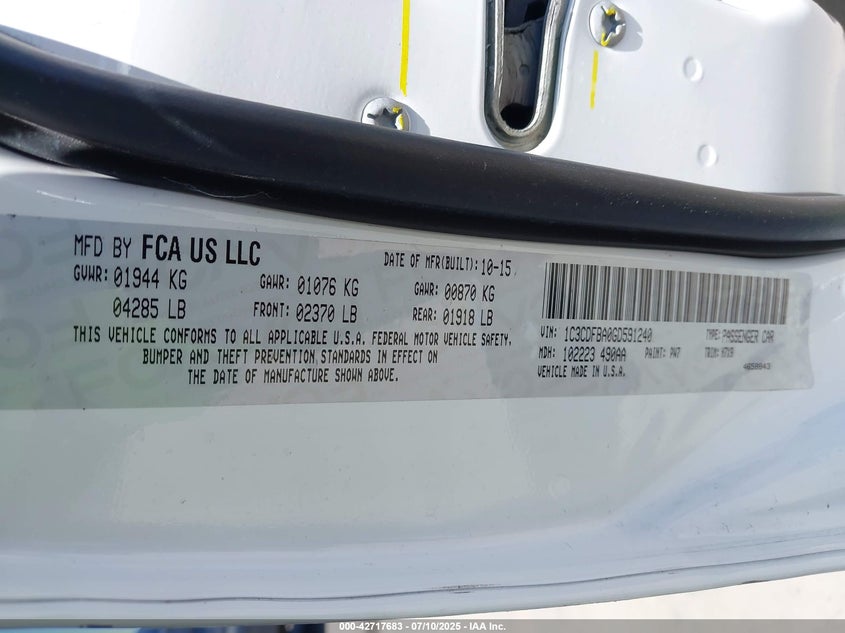 MFD BY FCA US LLC
DATE OF MFR(BUILT): 10-15
GVWR: 01944 KG
GAWR: 01076 KG
GAWR: 00870 KG
04285 LB
FRONT: 02370 LB
REAR: 01918 LB
THIS VEHICLE CONFORMS TO ALL APPLICABLE U.S.A. FEDERAL MOTOR VEHICLE SAFETY,
BUMPER AND THEFT PREVENTION STANDARDS IN EFFECT ON
THE DATE OF MANUFACTURE SHOWN ABOVE.
VIN: 1C3CDFBA0GD591240
TYPE: PASSENGER CAR
MDH: 102223 490AA
PAINT: PW7
TRIM: H7X9
VEHICLE MADE IN U.S.A.
4658843
000-42717683 / 07/10/2025 - IAA Inc.